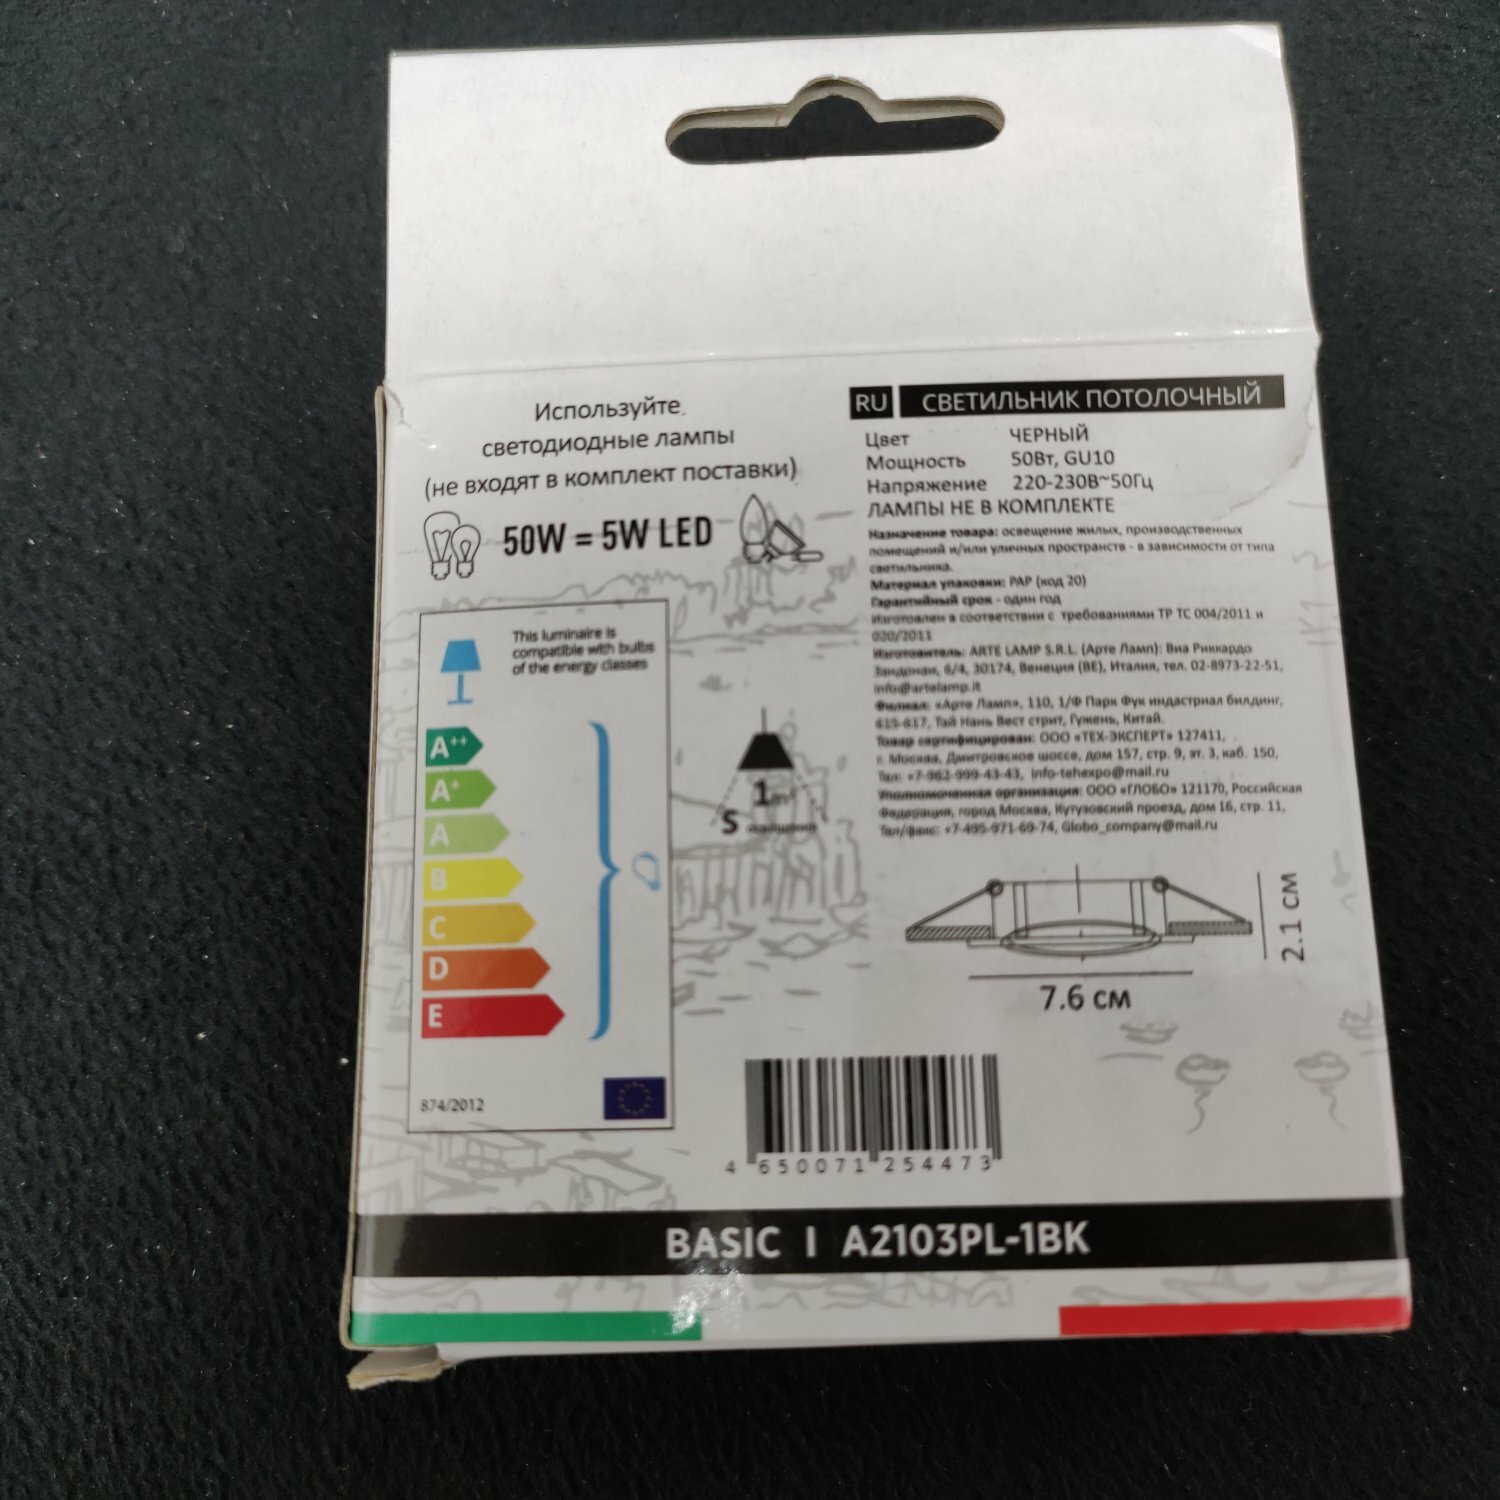 Используйте
светодиодные лампы
(не входят в комплект поставки)
50W = 5W LED
This luminaire is
compatible with bulbs
of the energy classes
A++
A+
A
B
C
D
E
874/2012
1m²
S освещения
RU СВЕТИЛЬНИК ПОТОЛОЧНЫЙ
Цвет ЧЕРНЫЙ
Мощность 50Вт, GU10
Напряжение 220-230В~50Гц
ЛАМПЫ НЕ В КОМПЛЕКТЕ
Назначение товара: освещение жилых, производственных
помещений и/или уличных пространств - в зависимости от типа
светильника.
Материал упаковки: PAP (код 20)
Гарантийный срок - один год
Изготовлен в соответствии с требованиями ТР ТС 004/2011 и
020/2011
Изготовитель: ARTE LAMP S.R.L. (Арте Ламп): Виа Риккардо
Зандонаи, 6/4, 30174, Венеция (ВЕ), Италия, тел. 02-8973-22-51,
info@artelamp.it
Филиал: «Арте Ламп», 110, 1/Ф Парк Фук индастриал билдинг,
615-617, Тай Нань Вест стрит, Гужень, Китай.
Товар сертифицирован: ООО «ТЕХ-ЭКСПЕРТ» 127411,
г. Москва, Дмитровское шоссе, дом 157, стр. 9, эт. 3, каб. 150,
Тел: +7-962-999-43-43, info-tehexpo@mail.ru
Уполномоченная организация: ООО «ГЛОБО» 121170, Российская
Федерация, город Москва, Кутузовский проезд, дом 16, стр. 11,
Тел/факс: +7-495-971-69-74, Globo_company@mail.ru
2.1 см
7.6 см
4 650071 254473
BASIC | A2103PL-1BK